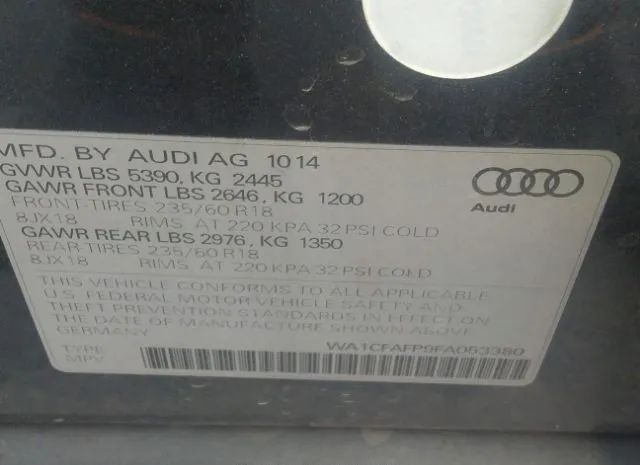 MFD. BY AUDI AG 1014
GVWR LBS 5390, KG 2445
GAWR FRONT LBS 2646, KG 1200
FRONT-TIRES 235/60 R18
8JX18 RIMS AT 220 KPA 32 PSI COLD
GAWR REAR LBS 2976, KG 1350
REAR-TIRES 235/60 R18
8JX18 RIMS AT 220 KPA 32 PSI COLD
THIS VEHICLE CONFORMS TO ALL APPLICABLE
U.S. FEDERAL MOTOR VEHICLE SAFETY AND
THEFT PREVENTION STANDARDS IN EFFECT ON
THE DATE OF MANUFACTURE SHOWN ABOVE
GERMANY
WA1CFAFP9FA053380
TYPE
MPV
Audi